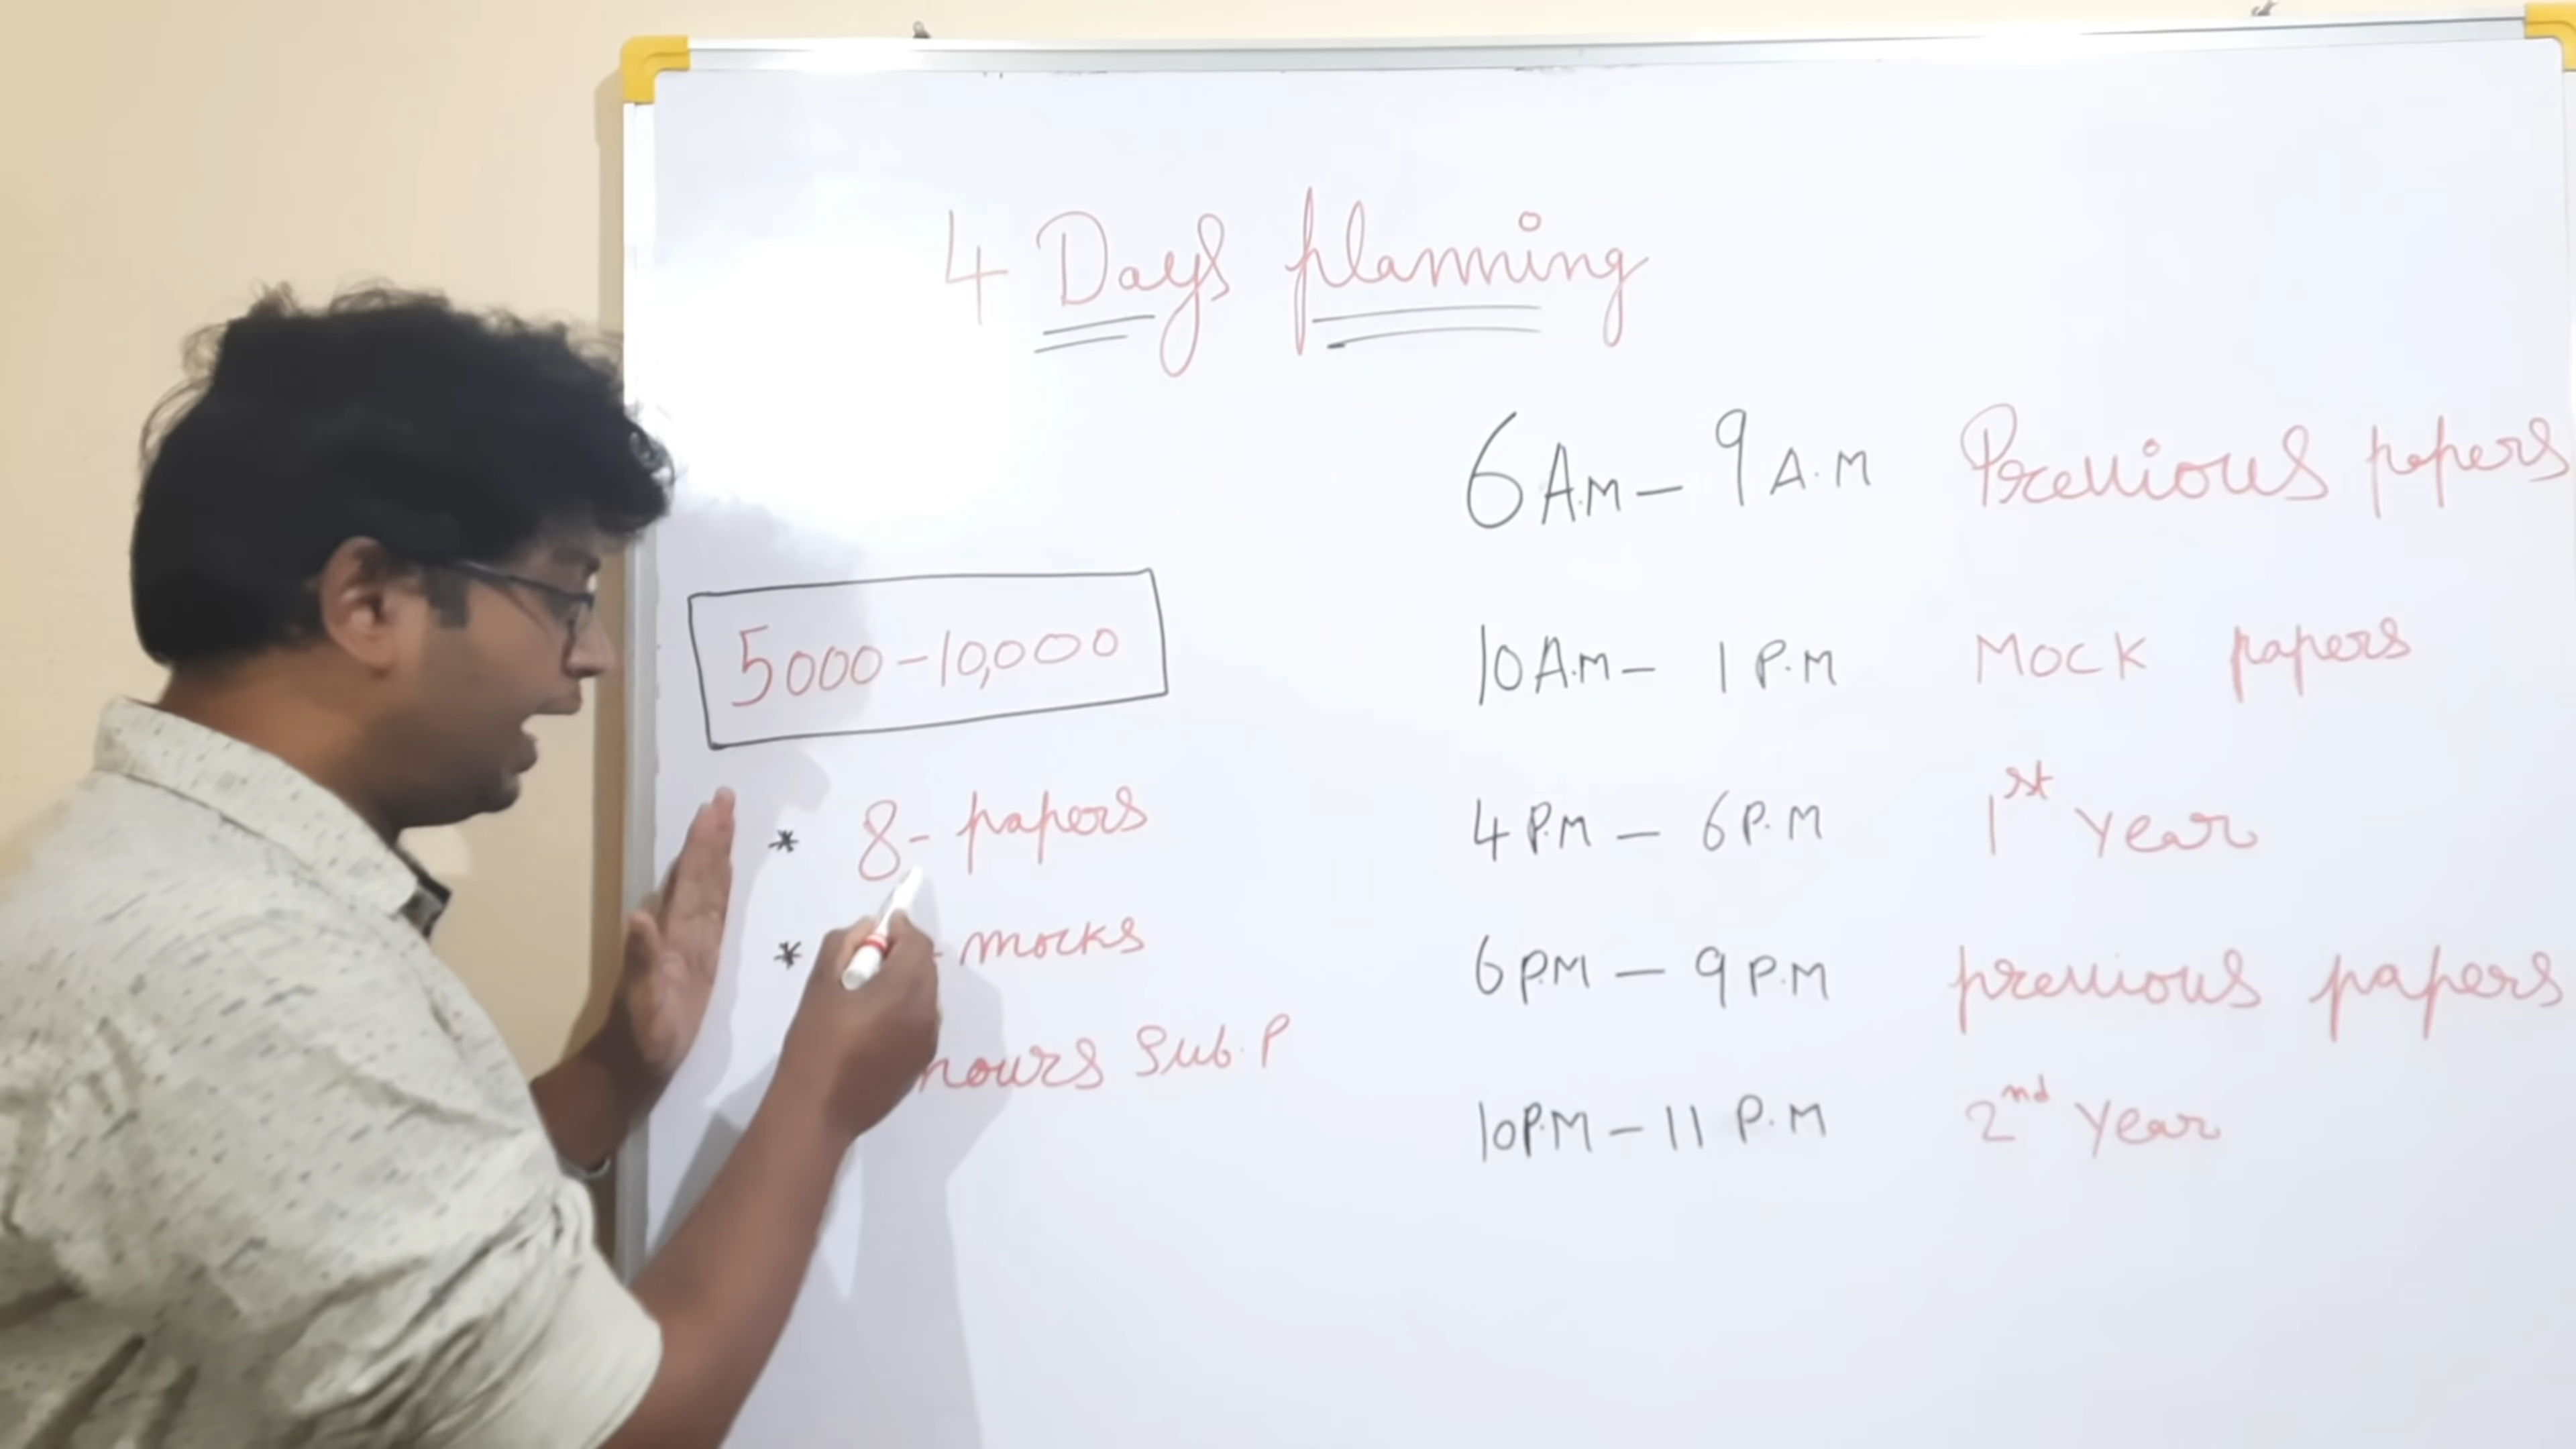 4 Days planning
5000-10,000
* 8- papers
* - mocks
hours Sub. P
6 A.M - 9 A.M Previous papers
10 A.M - 1 P.M Mock papers
4 P.M - 6 P.M 1st Year
6 P.M - 9 P.M previous papers
10 P.M - 11 P.M 2nd Year